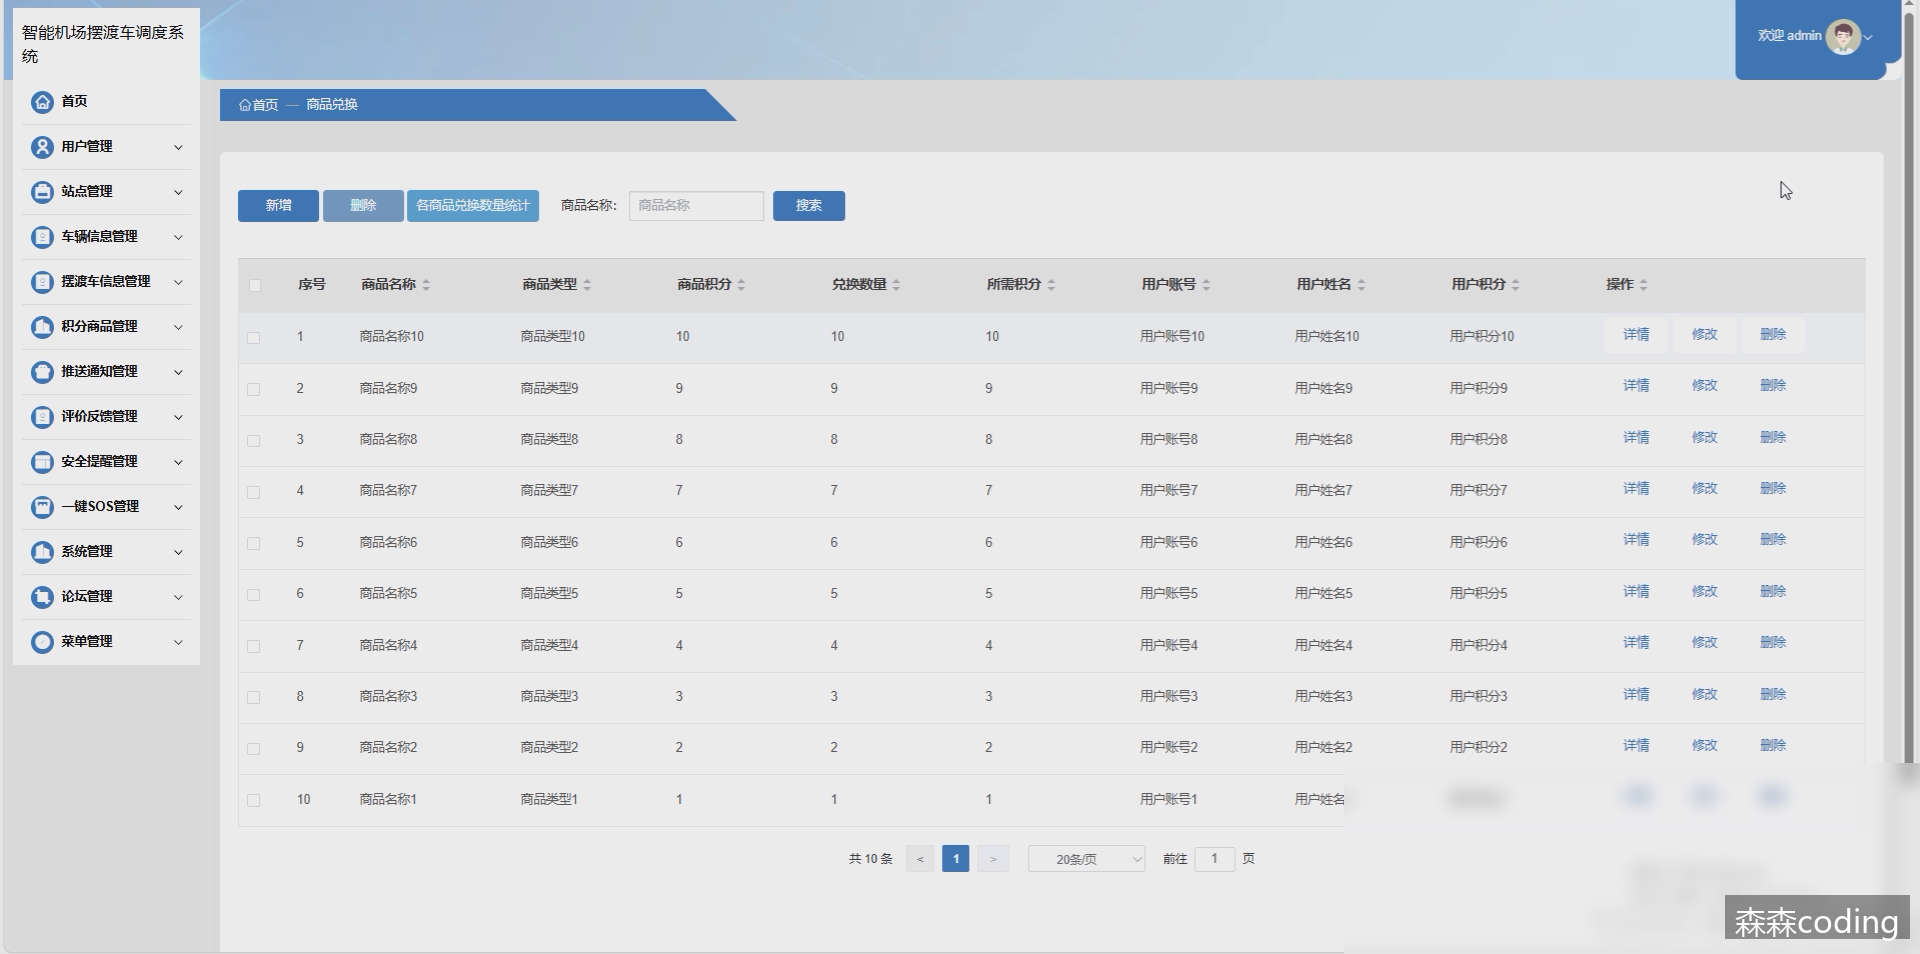 智能机场摆渡车调度系
统
欢迎 admin
首页
用户管理
站点管理
车辆信息管理
摆渡车信息管理
积分商品管理
推送通知管理
评价反馈管理
安全提醒管理
一键SOS管理
系统管理
论坛管理
菜单管理
首页 — 商品兑换
新增 删除 各商品兑换数量统计 商品名称: 商品名称 搜索
序号 商品名称 商品类型 商品积分 兑换数量 所需积分 用户账号 用户姓名 用户积分 操作
1 商品名称10 商品类型10 10 10 10 用户账号10 用户姓名10 用户积分10 详情 修改 删除
2 商品名称9 商品类型9 9 9 9 用户账号9 用户姓名9 用户积分9 详情 修改 删除
3 商品名称8 商品类型8 8 8 8 用户账号8 用户姓名8 用户积分8 详情 修改 删除
4 商品名称7 商品类型7 7 7 7 用户账号7 用户姓名7 用户积分7 详情 修改 删除
5 商品名称6 商品类型6 6 6 6 用户账号6 用户姓名6 用户积分6 详情 修改 删除
6 商品名称5 商品类型5 5 5 5 用户账号5 用户姓名5 用户积分5 详情 修改 删除
7 商品名称4 商品类型4 4 4 4 用户账号4 用户姓名4 用户积分4 详情 修改 删除
8 商品名称3 商品类型3 3 3 3 用户账号3 用户姓名3 用户积分3 详情 修改 删除
9 商品名称2 商品类型2 2 2 2 用户账号2 用户姓名2 用户积分2 详情 修改 删除
10 商品名称1 商品类型1 1 1 1 用户账号1 用户姓名
共 10 条 < 1 > 20条/页 前往 1 页
森森coding